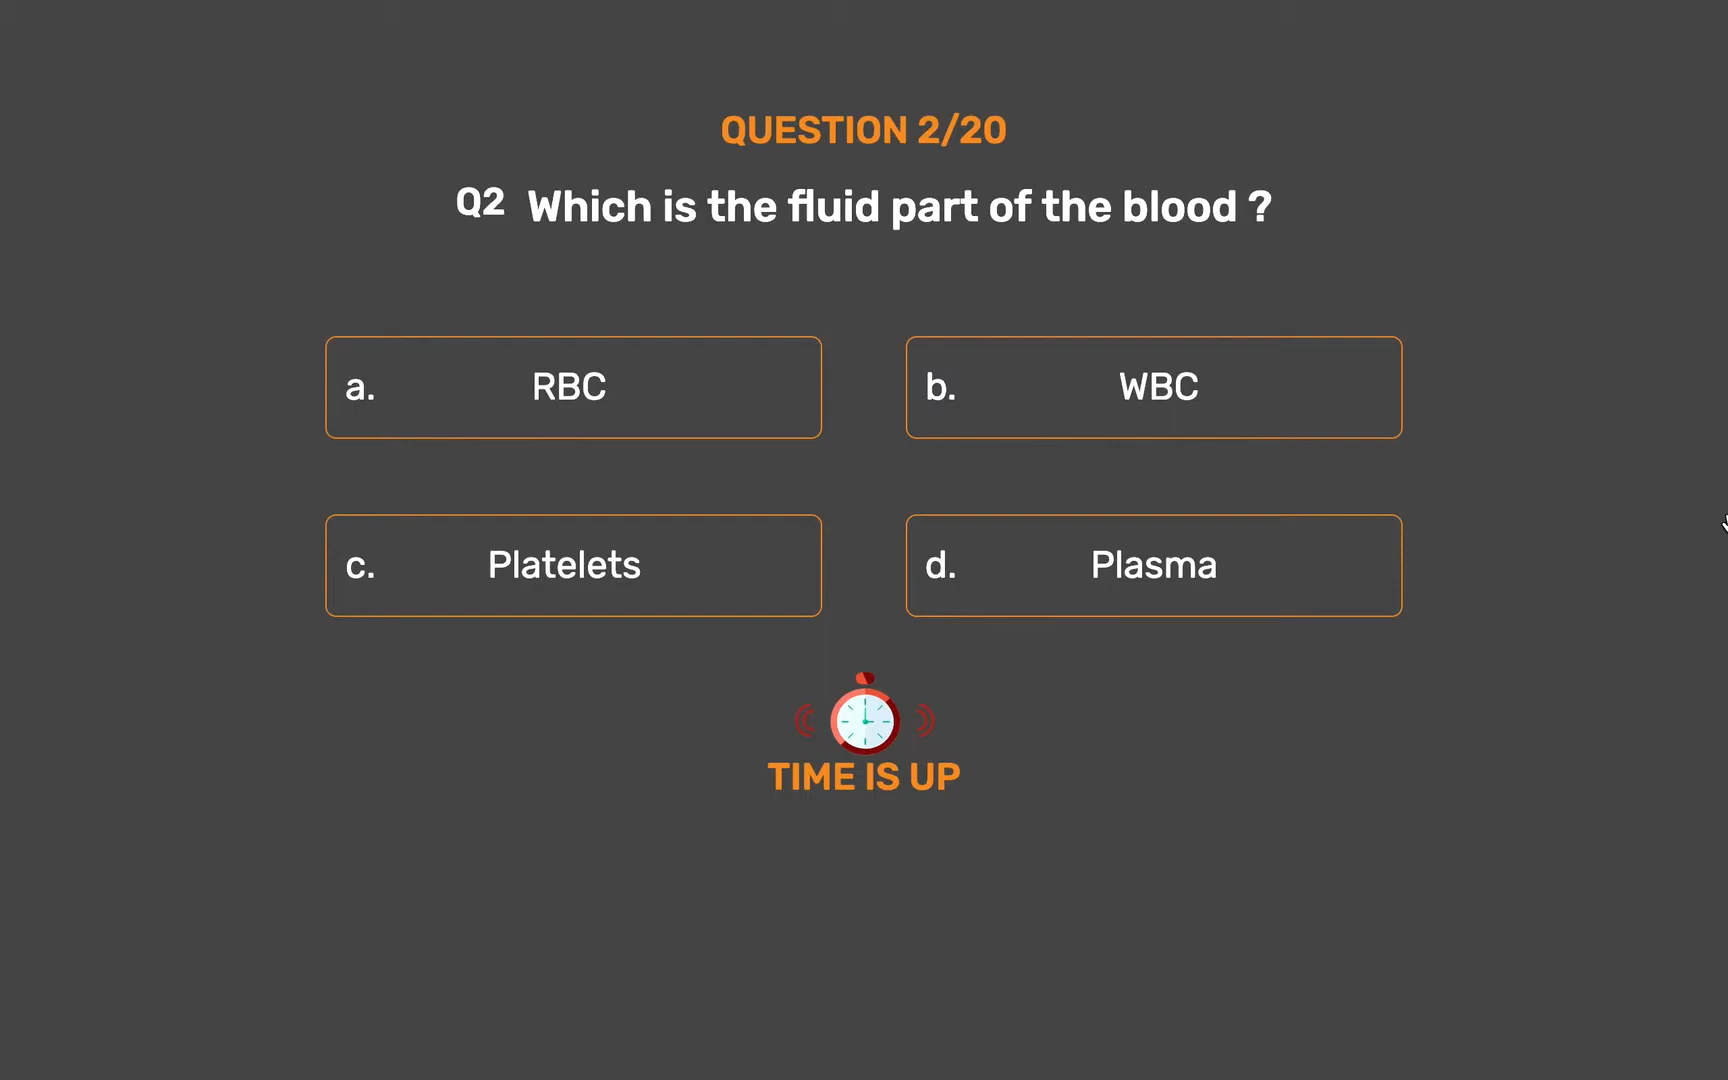 QUESTION 2/20
Q2 Which is the fluid part of the blood ?
a. RBC
b. WBC
c. Platelets
d. Plasma
TIME IS UP